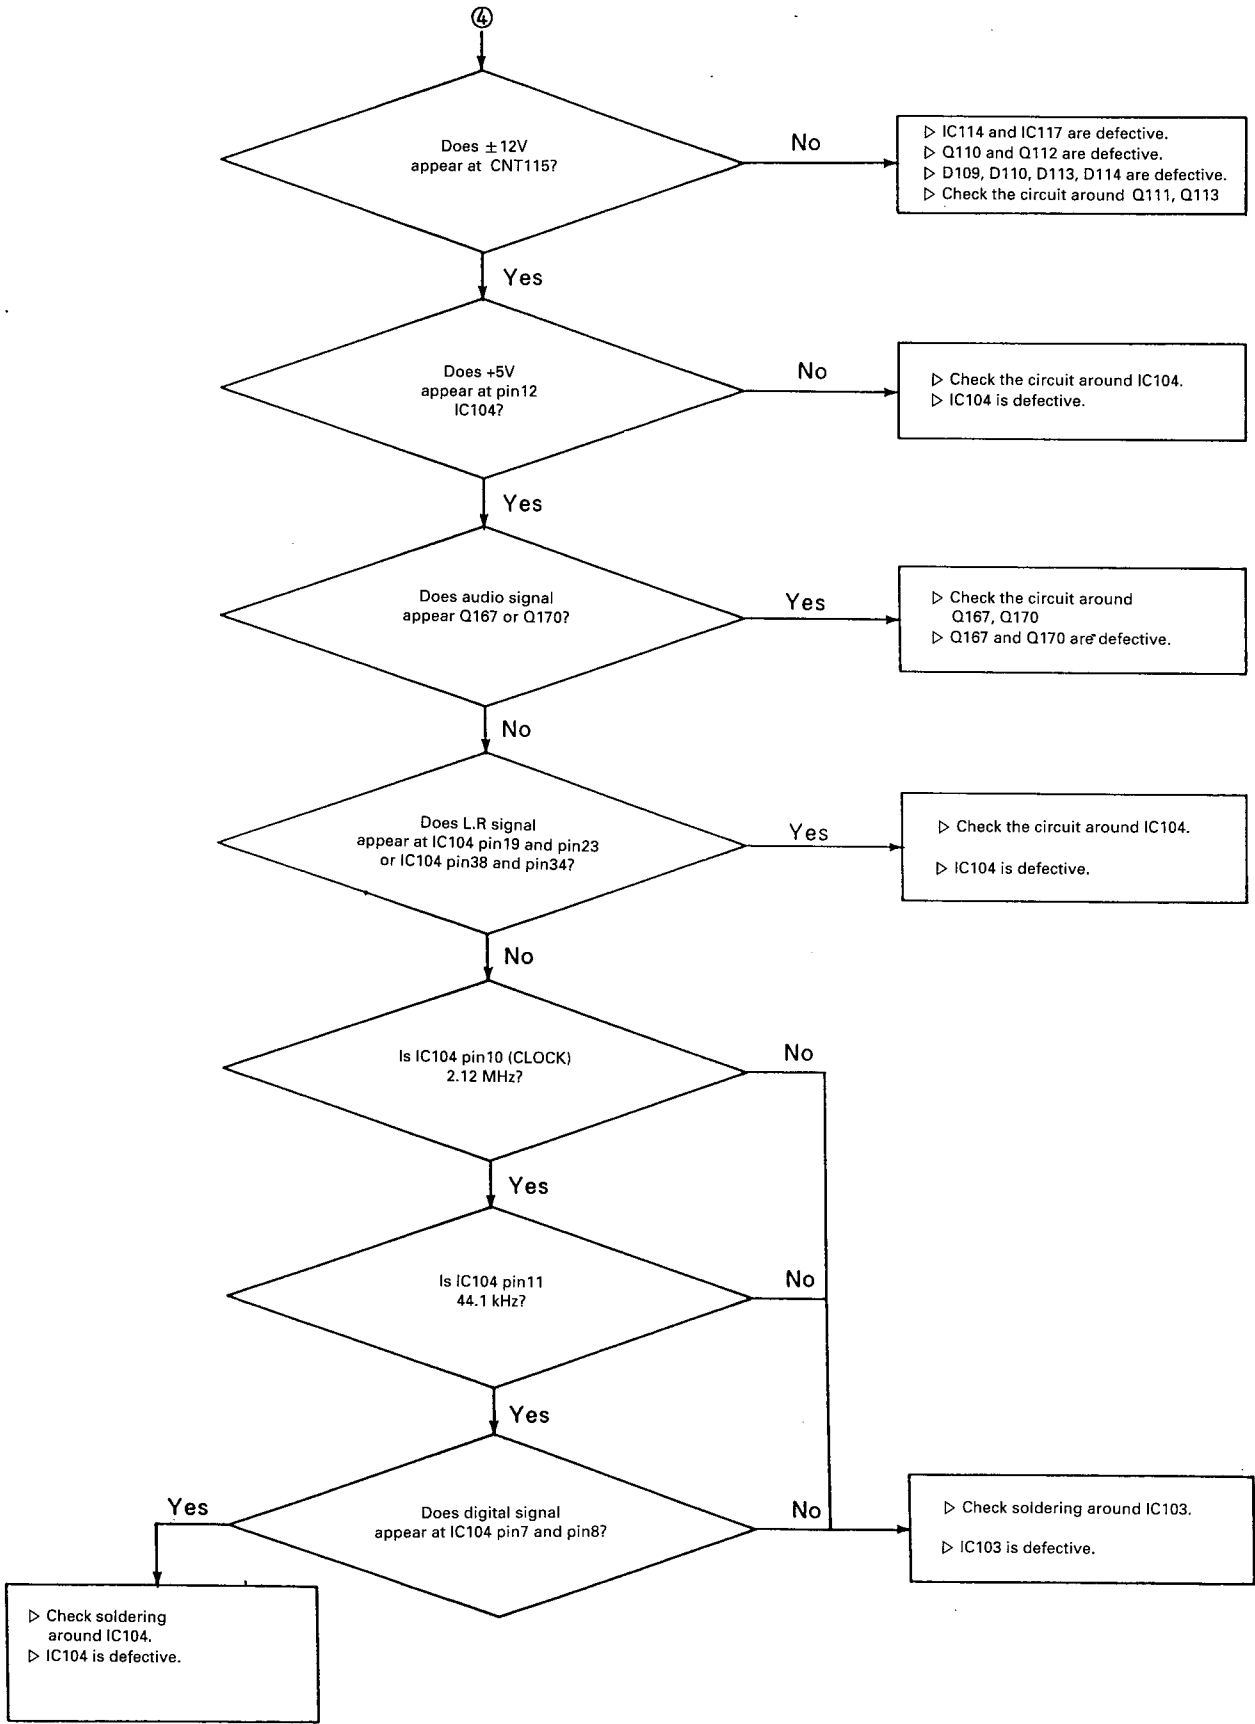 ④
Does ±12V
appear at CNT115?
No
▷ IC114 and IC117 are defective.
▷ Q110 and Q112 are defective.
▷ D109, D110, D113, D114 are defective.
▷ Check the circuit around Q111, Q113
Yes
Does +5V
appear at pin12
IC104?
No
▷ Check the circuit around IC104.
▷ IC104 is defective.
Yes
Does audio signal
appear Q167 or Q170?
Yes
▷ Check the circuit around
Q167, Q170
▷ Q167 and Q170 are defective.
No
Does L.R signal
appear at IC104 pin19 and pin23
or IC104 pin38 and pin34?
Yes
▷ Check the circuit around IC104.
▷ IC104 is defective.
No
Is IC104 pin10 (CLOCK)
2.12 MHz?
No
Yes
Is IC104 pin11
44.1 kHz?
No
Yes
Does digital signal
appear at IC104 pin7 and pin8?
No
▷ Check soldering around IC103.
▷ IC103 is defective.
Yes
▷ Check soldering
around IC104.
▷ IC104 is defective.